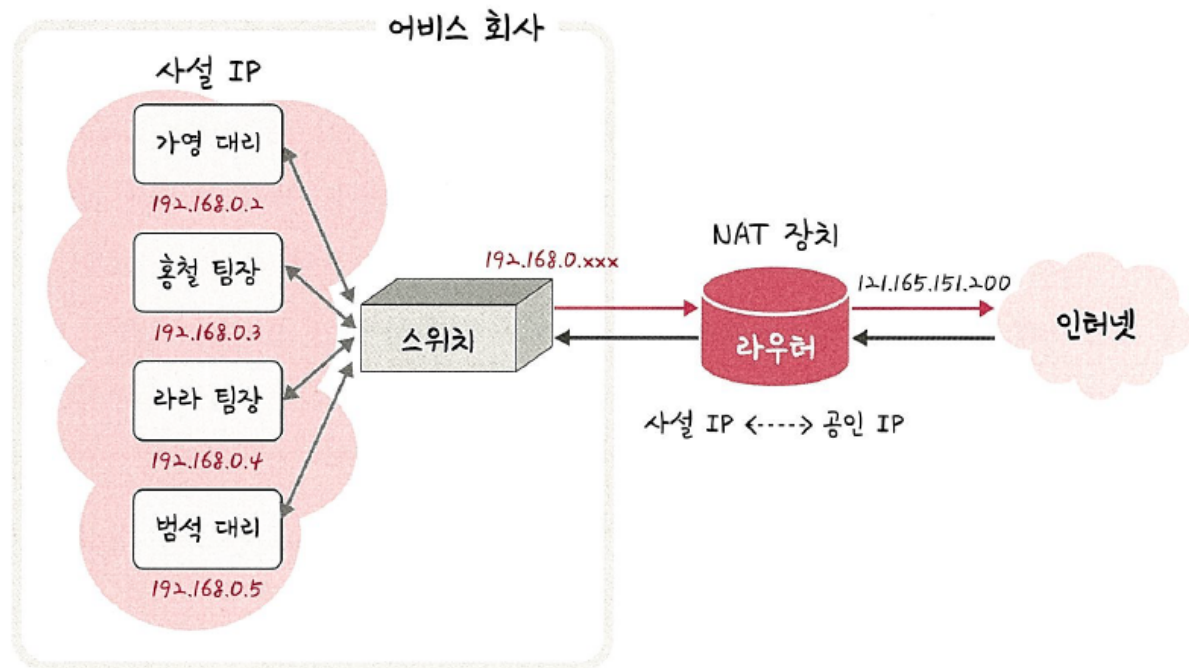 어비스 회사
사설 IP
가영 대리
192.168.0.2
홍철 팀장
192.168.0.3
라라 팀장
192.168.0.4
범석 대리
192.168.0.5
스위치
192.168.0.xxx
NAT 장치
라우터
사설 IP <----> 공인 IP
121.165.151.200
인터넷